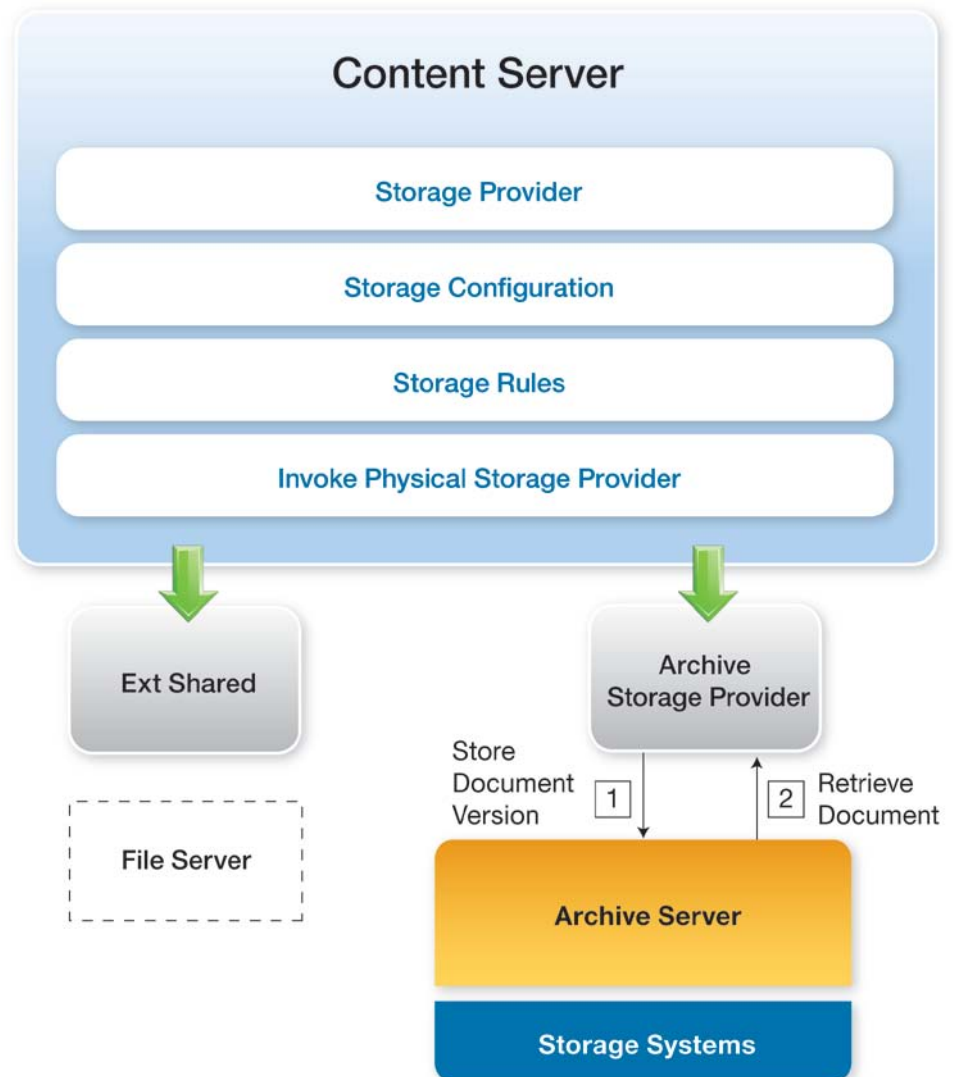 Content Server
Storage Provider
Storage Configuration
Storage Rules
Invoke Physical Storage Provider
Ext Shared
Archive
Storage Provider
Store
Document
Version
1
2
Retrieve
Document
File Server
Archive Server
Storage Systems